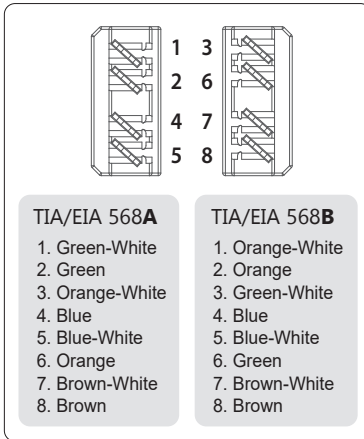 1 3
2 6
4 7
5 8
TIA/EIA 568A
1. Green-White
2. Green
3. Orange-White
4. Blue
5. Blue-White
6. Orange
7. Brown-White
8. Brown
TIA/EIA 568B
1. Orange-White
2. Orange
3. Green-White
4. Blue
5. Blue-White
6. Green
7. Brown-White
8. Brown